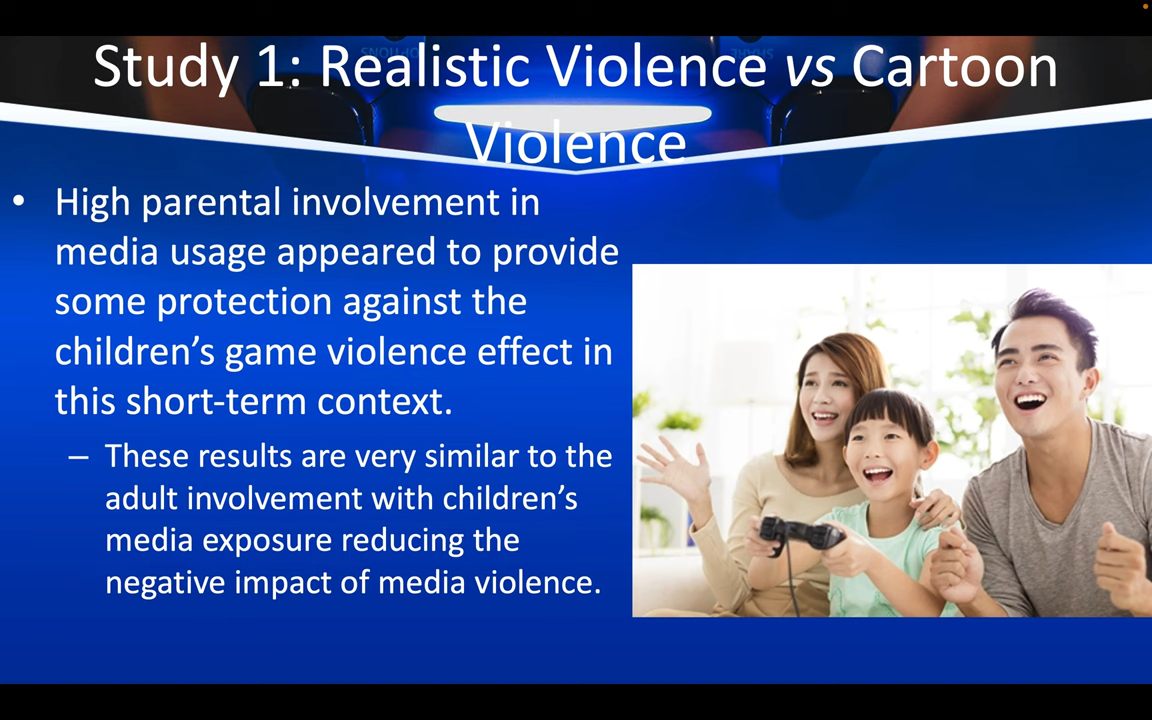 Study 1: Realistic Violence vs Cartoon
Violence
• High parental involvement in
media usage appeared to provide
some protection against the
children’s game violence effect in
this short-term context.
– These results are very similar to the
adult involvement with children’s
media exposure reducing the
negative impact of media violence.